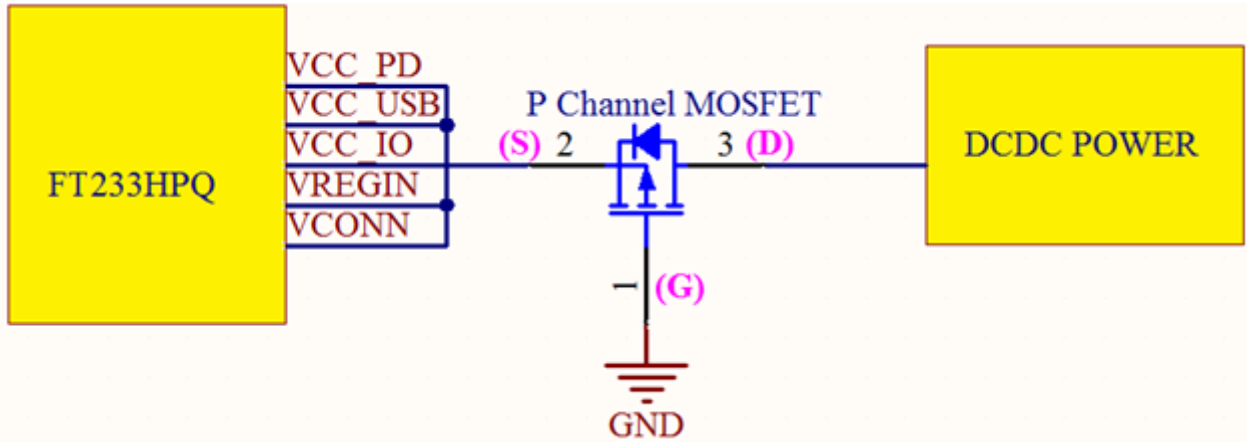 VCC_PD
VCC_USB
VCC_IO
VREGIN
VCONN
FT233HPQ
P Channel MOSFET
(S) 2
3 (D)
1 (G)
GND
DCDC POWER